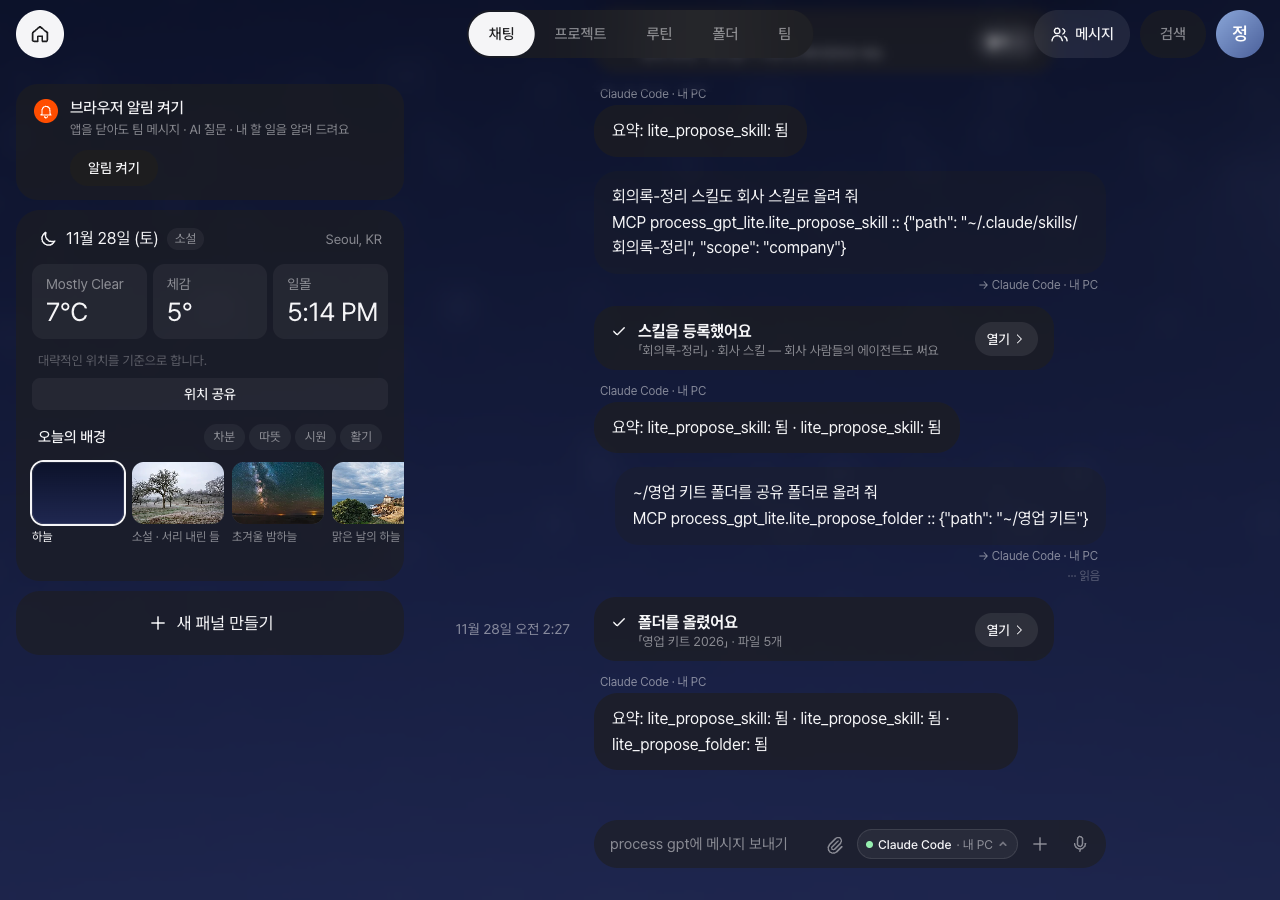 채팅
프로젝트
루틴
폴더
팀
메시지
검색
정
브라우저 알림 켜기
앱을 닫아도 팀 메시지 · AI 질문 · 내 할 일을 알려 드려요
알림 켜기
11월 28일 (토)
소설
Seoul, KR
Mostly Clear
7°C
체감
5°
일몰
5:14 PM
대략적인 위치를 기준으로 합니다.
위치 공유
오늘의 배경
차분
따뜻
시원
활기
하늘
소설 · 서리 내린 들
초겨울 밤하늘
맑은 날의 하늘
새 패널 만들기
Claude Code · 내 PC
요약: lite_propose_skill: 됨
회의록-정리 스킬도 회사 스킬로 올려 줘
MCP process_gpt_lite.lite_propose_skill :: {"path": "~/.claude/skills/
회의록-정리", "scope": "company"}
→ Claude Code · 내 PC
스킬을 등록했어요
「회의록-정리」 · 회사 스킬 — 회사 사람들의 에이전트도 써요
열기
Claude Code · 내 PC
요약: lite_propose_skill: 됨 · lite_propose_skill: 됨
~/영업 키트 폴더를 공유 폴더로 올려 줘
MCP process_gpt_lite.lite_propose_folder :: {"path": "~/영업 키트"}
→ Claude Code · 내 PC
─ 읽음
11월 28일 오전 2:27
폴더를 올렸어요
「영업 키트 2026」 · 파일 5개
열기
Claude Code · 내 PC
요약: lite_propose_skill: 됨 · lite_propose_skill: 됨 ·
lite_propose_folder: 됨
process gpt에 메시지 보내기
Claude Code · 내 PC